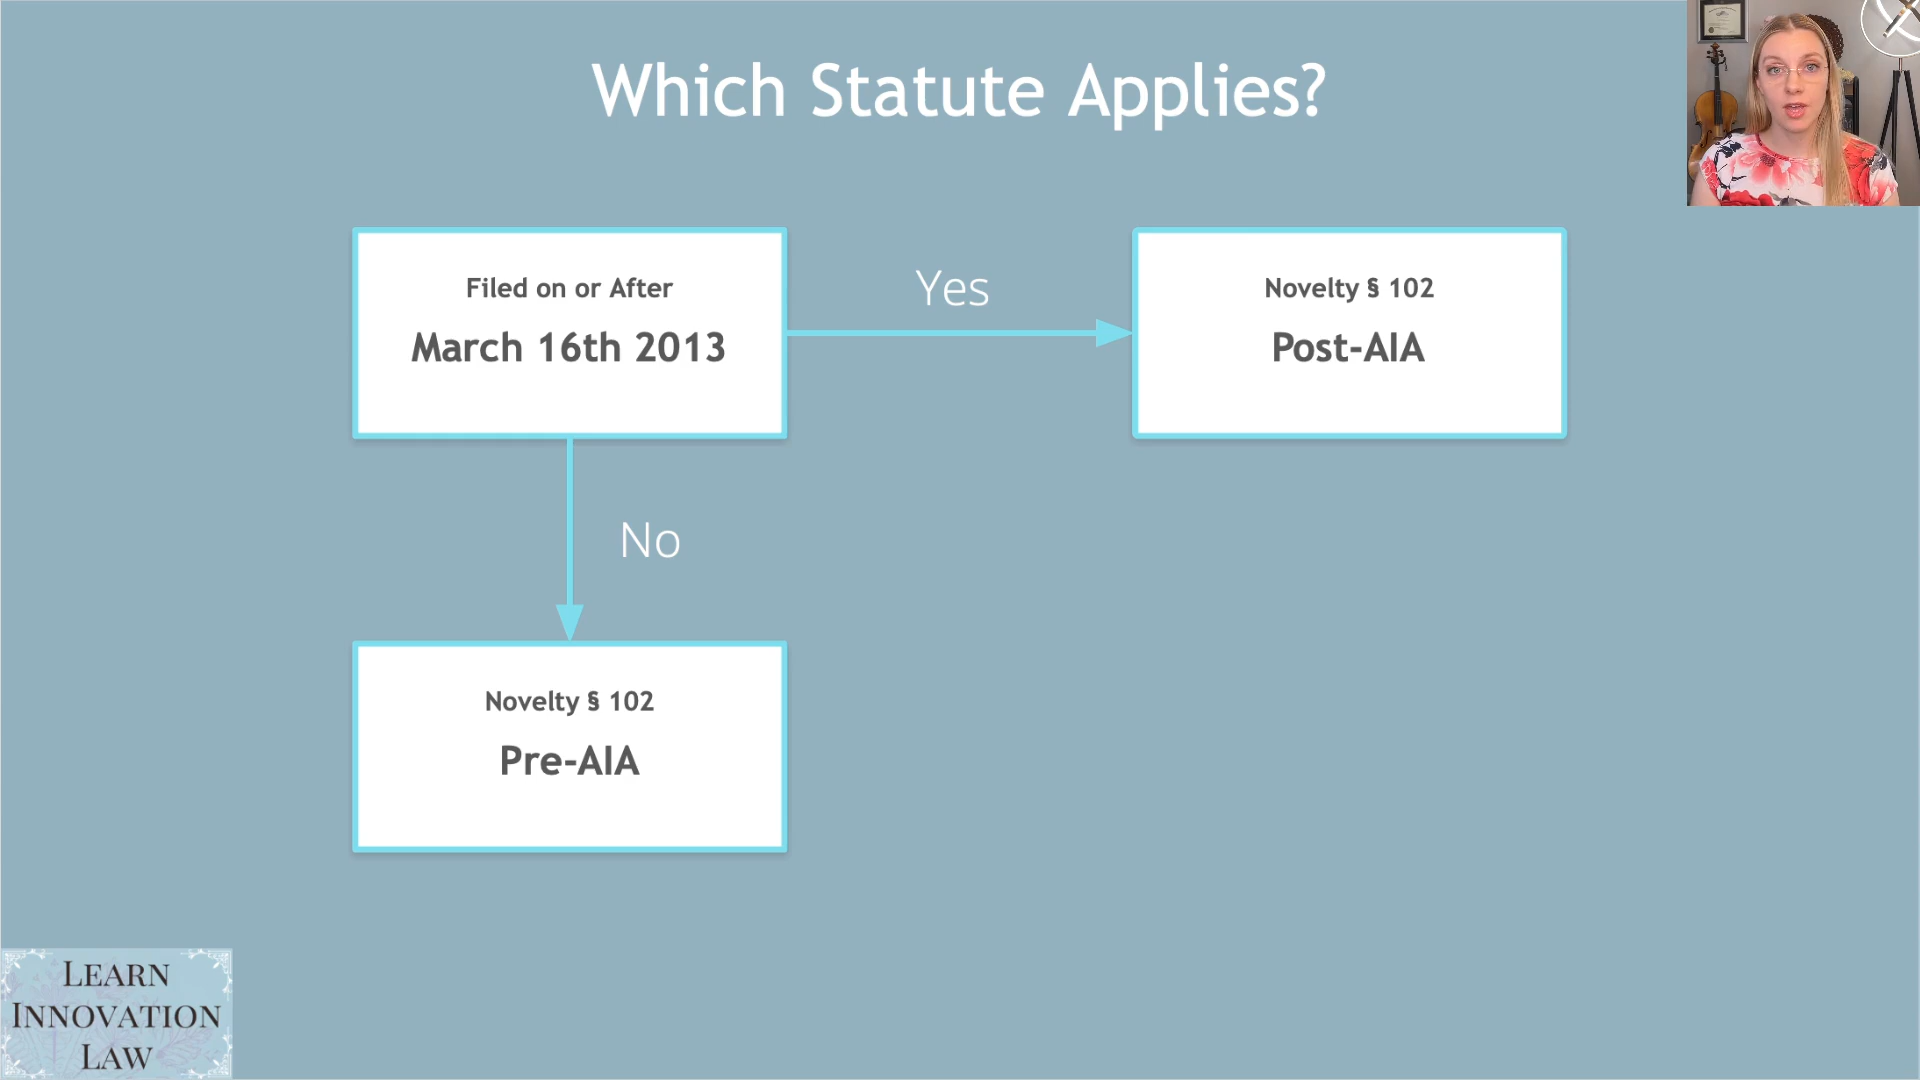 Which Statute Applies?
Filed on or After
March 16th 2013
Yes
Novelty § 102
Post-AIA
No
Novelty § 102
Pre-AIA
LEARN
INNOVATION
LAW